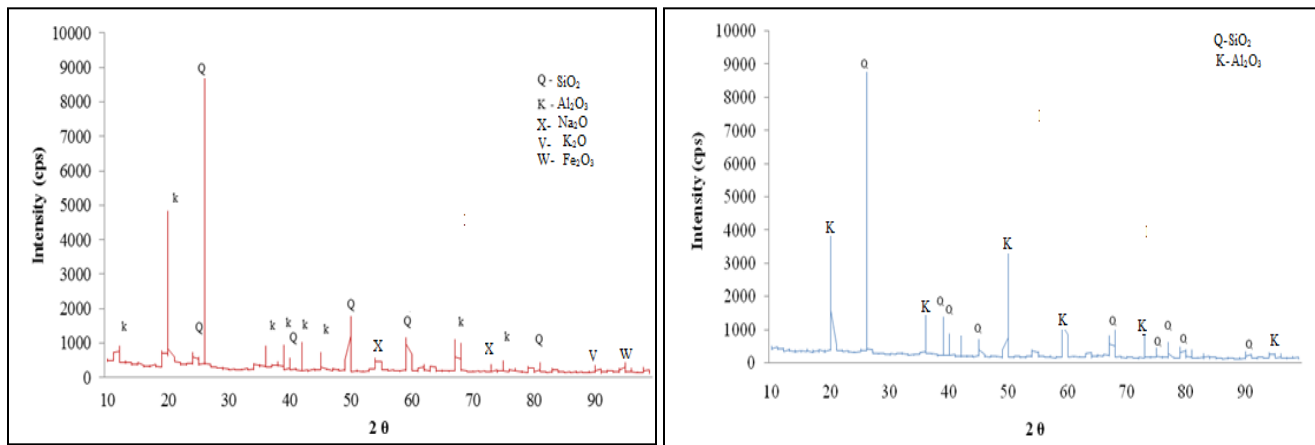 10000
9000
8000
7000
6000
5000
4000
3000
2000
1000
0
Intensity (cps)
Q - SiO₂
K - Al₂O₃
X- Na₂O
V- K₂O
W- Fe₂O₃
k
Q
k
Q
k
k
Q
k
k
Q
X
Q
k
X
k
Q
V
W
10 20 30 40 50 60 70 80 90
2 θ
10000
9000
8000
7000
6000
5000
4000
3000
2000
1000
0
Intensity (cps)
Q-SiO₂
K-Al₂O₃
K
Q
K
Q
Q
Q
K
K
Q
K
Q
Q
Q
Q
K
10 20 30 40 50 60 70 80 90
2 θ